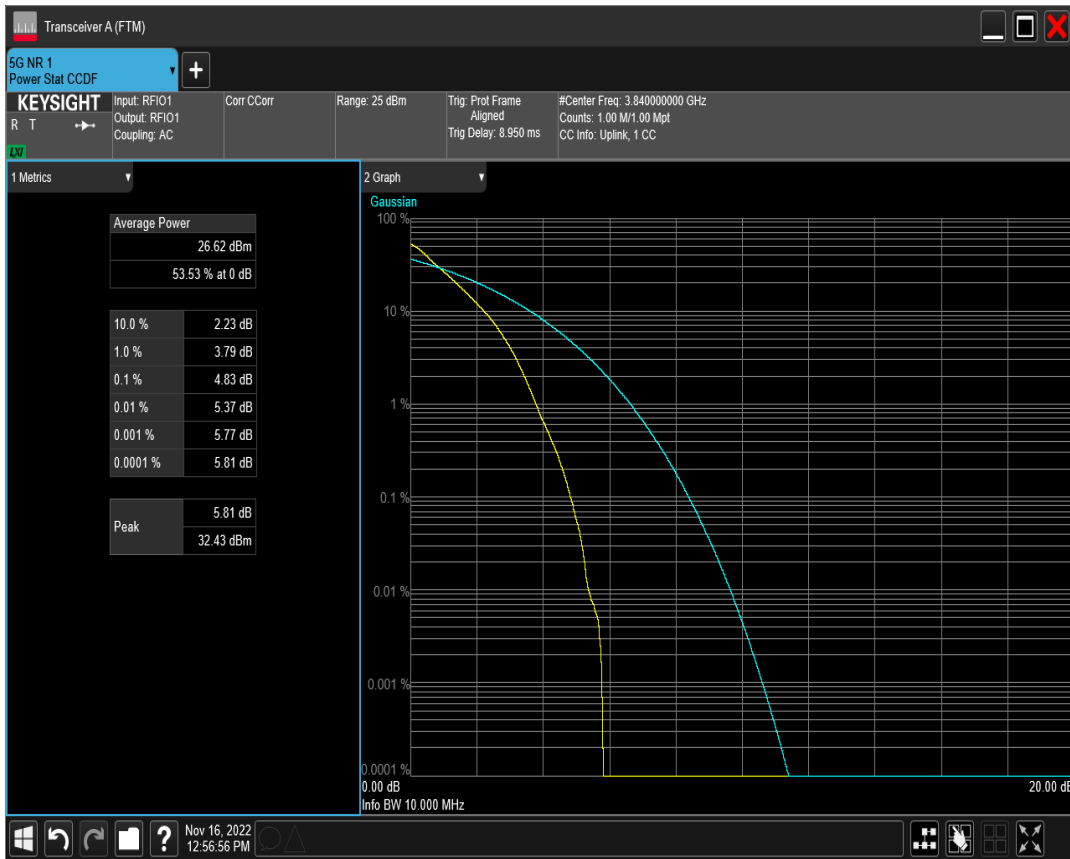 Transceiver A (FTM)
5G NR 1
Power Stat CCDF
+
KEYSIGHT
R T
LXI
Input: RFIO1
Output: RFIO1
Coupling: AC
Corr CCorr
Range: 25 dBm
Trig: Prot Frame
Aligned
Trig Delay: 8.950 ms
#Center Freq: 3.840000000 GHz
Counts: 1.00 M/1.00 Mpt
CC Info: Uplink, 1 CC
1 Metrics
Average Power
26.62 dBm
53.53 % at 0 dB
10.0 % 2.23 dB
1.0 % 3.79 dB
0.1 % 4.83 dB
0.01 % 5.37 dB
0.001 % 5.77 dB
0.0001 % 5.81 dB
Peak
5.81 dB
32.43 dBm
2 Graph
Gaussian
100 %
10 %
1 %
0.1 %
0.01 %
0.001 %
0.0001 %
0.00 dB 20.00 dB
Info BW 10.000 MHz
?
Nov 16, 2022
12:56:56 PM